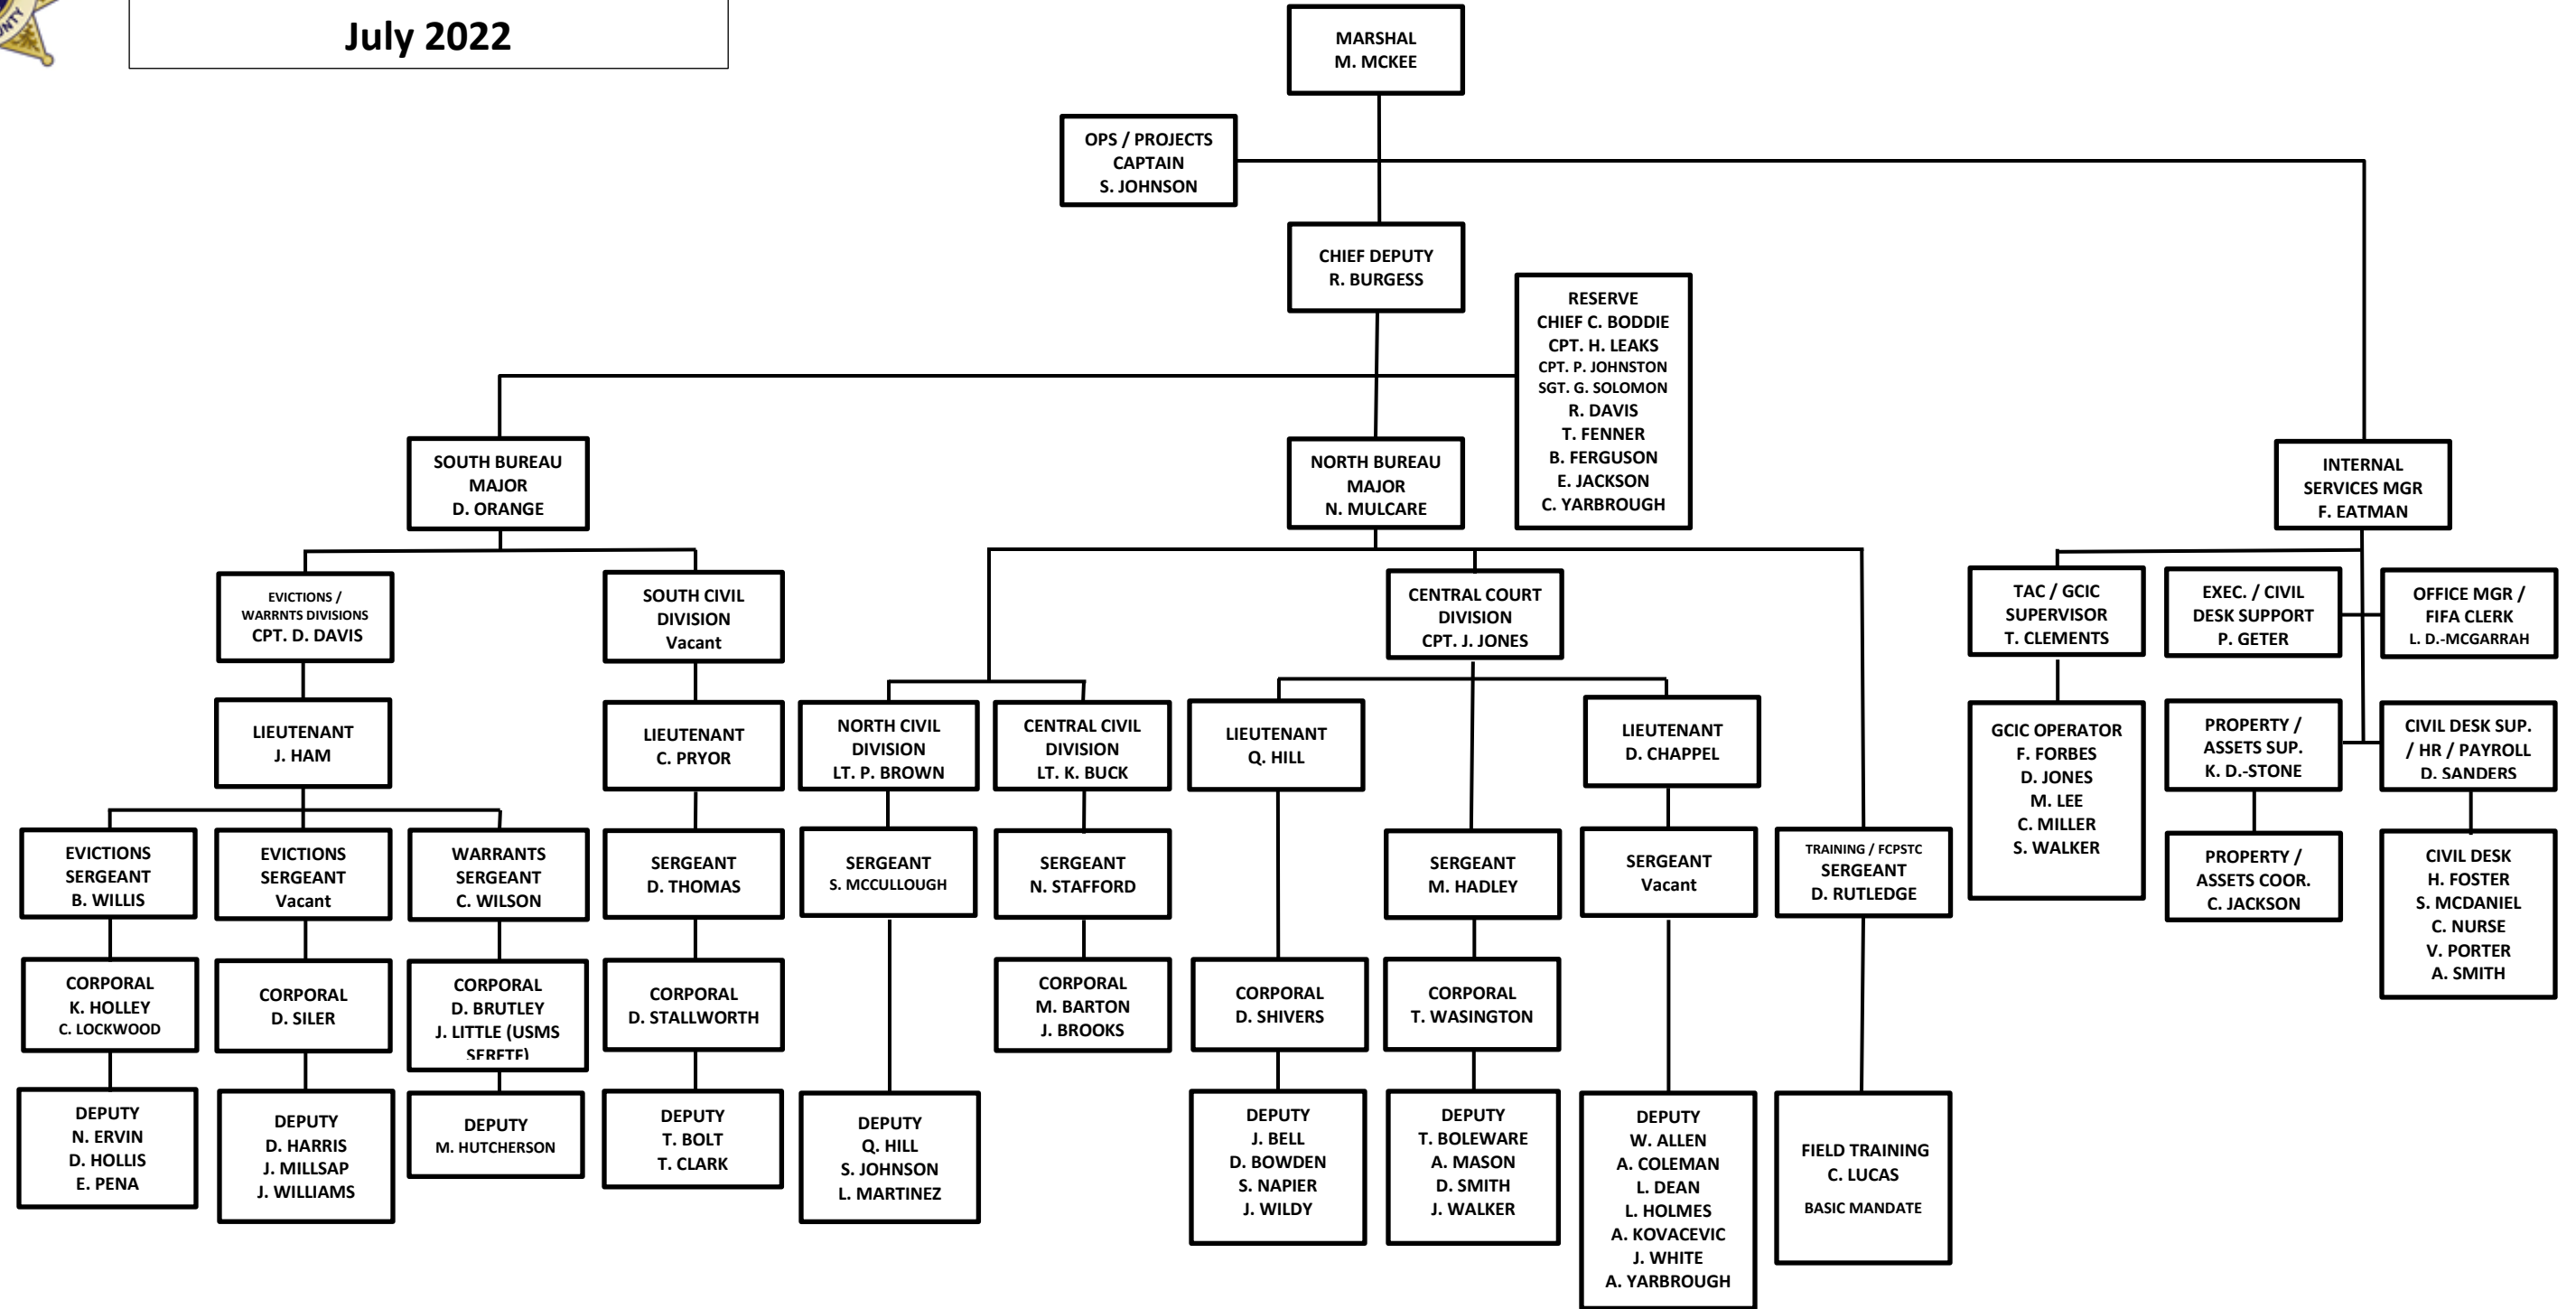 UNTY
July 2022
MARSHAL
M. MCKEE
OPS / PROJECTS
CAPTAIN
S. JOHNSON
CHIEF DEPUTY
R. BURGESS
RESERVE
CHIEF C. BODDIE
CPT. H. LEAKS
CPT. P. JOHNSTON
SGT. G. SOLOMON
R. DAVIS
T. FENNER
B. FERGUSON
E. JACKSON
C. YARBROUGH
SOUTH BUREAU
MAJOR
D. ORANGE
NORTH BUREAU
MAJOR
N. MULCARE
INTERNAL
SERVICES MGR
F. EATMAN
EVICTIONS /
WARRNTS DIVISIONS
CPT. D. DAVIS
SOUTH CIVIL
DIVISION
Vacant
CENTRAL COURT
DIVISION
CPT. J. JONES
TAC / GCIC
SUPERVISOR
T. CLEMENTS
EXEC. / CIVIL
DESK SUPPORT
P. GETER
OFFICE MGR /
FIFA CLERK
L. D.-MCGARRAH
LIEUTENANT
J. HAM
LIEUTENANT
C. PRYOR
NORTH CIVIL
DIVISION
LT. P. BROWN
CENTRAL CIVIL
DIVISION
LT. K. BUCK
LIEUTENANT
Q. HILL
LIEUTENANT
D. CHAPPEL
GCIC OPERATOR
F. FORBES
D. JONES
M. LEE
C. MILLER
S. WALKER
PROPERTY /
ASSETS SUP.
K. D.-STONE
CIVIL DESK SUP.
/ HR / PAYROLL
D. SANDERS
EVICTIONS
SERGEANT
B. WILLIS
EVICTIONS
SERGEANT
Vacant
WARRANTS
SERGEANT
C. WILSON
SERGEANT
D. THOMAS
SERGEANT
S. MCCULLOUGH
SERGEANT
N. STAFFORD
SERGEANT
M. HADLEY
SERGEANT
Vacant
TRAINING / FCPSTC
SERGEANT
D. RUTLEDGE
PROPERTY /
ASSETS COOR.
C. JACKSON
CIVIL DESK
H. FOSTER
S. MCDANIEL
C. NURSE
V. PORTER
A. SMITH
CORPORAL
K. HOLLEY
C. LOCKWOOD
CORPORAL
D. SILER
CORPORAL
D. BRUTLEY
J. LITTLE (USMS
SERFTF)
CORPORAL
D. STALLWORTH
CORPORAL
M. BARTON
J. BROOKS
CORPORAL
D. SHIVERS
CORPORAL
T. WASINGTON
DEPUTY
N. ERVIN
D. HOLLIS
E. PENA
DEPUTY
D. HARRIS
J. MILLSAP
J. WILLIAMS
DEPUTY
M. HUTCHERSON
DEPUTY
T. BOLT
T. CLARK
DEPUTY
Q. HILL
S. JOHNSON
L. MARTINEZ
DEPUTY
J. BELL
D. BOWDEN
S. NAPIER
J. WILDY
DEPUTY
T. BOLEWARE
A. MASON
D. SMITH
J. WALKER
DEPUTY
W. ALLEN
A. COLEMAN
L. DEAN
L. HOLMES
A. KOVACEVIC
J. WHITE
A. YARBROUGH
FIELD TRAINING
C. LUCAS
BASIC MANDATE